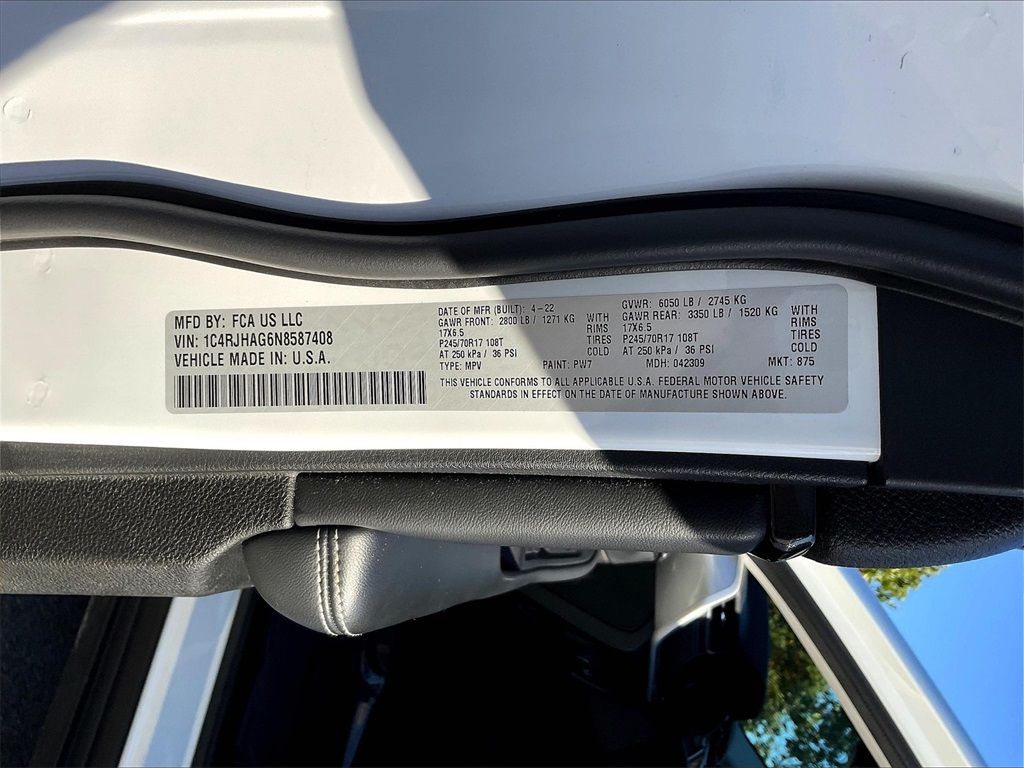 MFD BY: FCA US LLC
VIN: 1C4RJHAG6N8587408
VEHICLE MADE IN: U.S.A.
DATE OF MFR (BUILT): 4-22
GAWR FRONT: 2800 LB / 1271 KG WITH
17X6.5 RIMS
P245/70R17 108T TIRES
AT 250 kPa / 36 PSI COLD
TYPE: MPV PAINT: PW7
GVWR: 6050 LB / 2745 KG
GAWR REAR: 3350 LB / 1520 KG WITH
17X6.5 RIMS
P245/70R17 108T TIRES
AT 250 kPa / 36 PSI COLD
MDH: 042309 MKT: 875
THIS VEHICLE CONFORMS TO ALL APPLICABLE U.S.A. FEDERAL MOTOR VEHICLE SAFETY
STANDARDS IN EFFECT ON THE DATE OF MANUFACTURE SHOWN ABOVE.